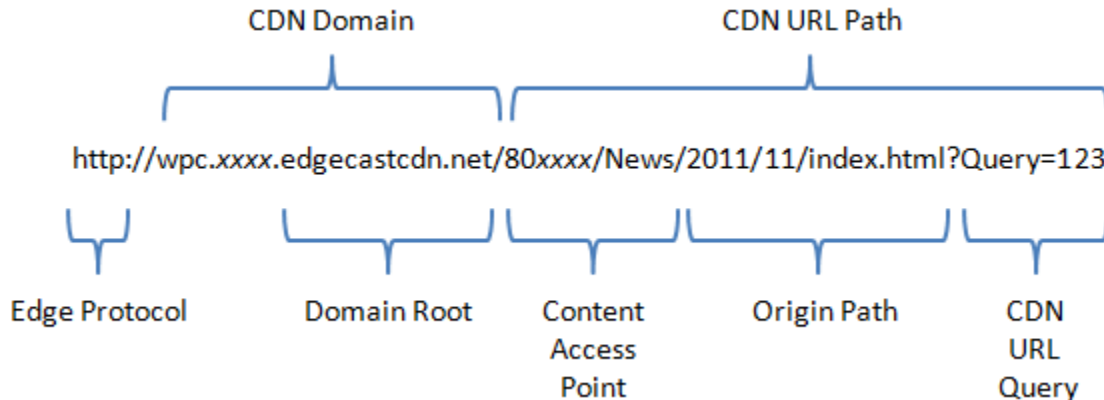 CDN Domain CDN URL Path
http://wpc.xxxx.edgecastcdn.net/80xxxx/News/2011/11/index.html?Query=123
Edge Protocol Domain Root Content Origin Path CDN
Access URL
Point Query